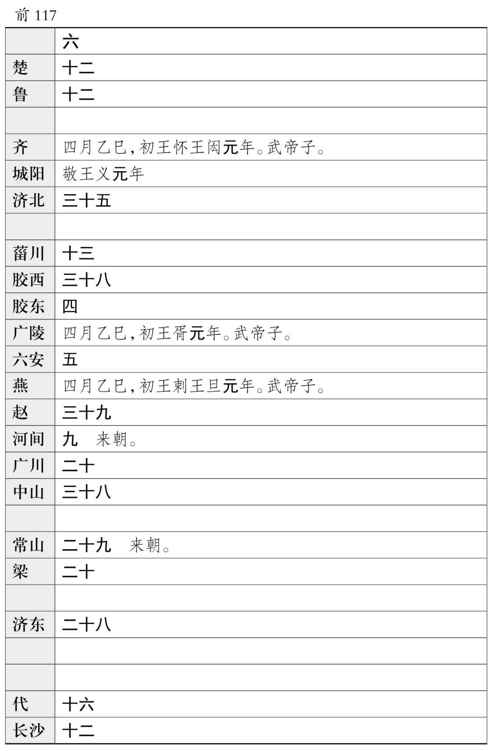 前 117
六
楚 十二
鲁 十二
齐 四月乙巳，初王怀王闳元年。武帝子。
城阳 敬王义元年
济北 三十五
菑川 十三
胶西 三十八
胶东 四
广陵 四月乙巳，初王胥元年。武帝子。
六安 五
燕 四月乙巳，初王剌王旦元年。武帝子。
赵 三十九
河间 九 来朝。
广川 二十
中山 三十八
常山 二十九 来朝。
梁 二十
济东 二十八
代 十六
长沙 十二